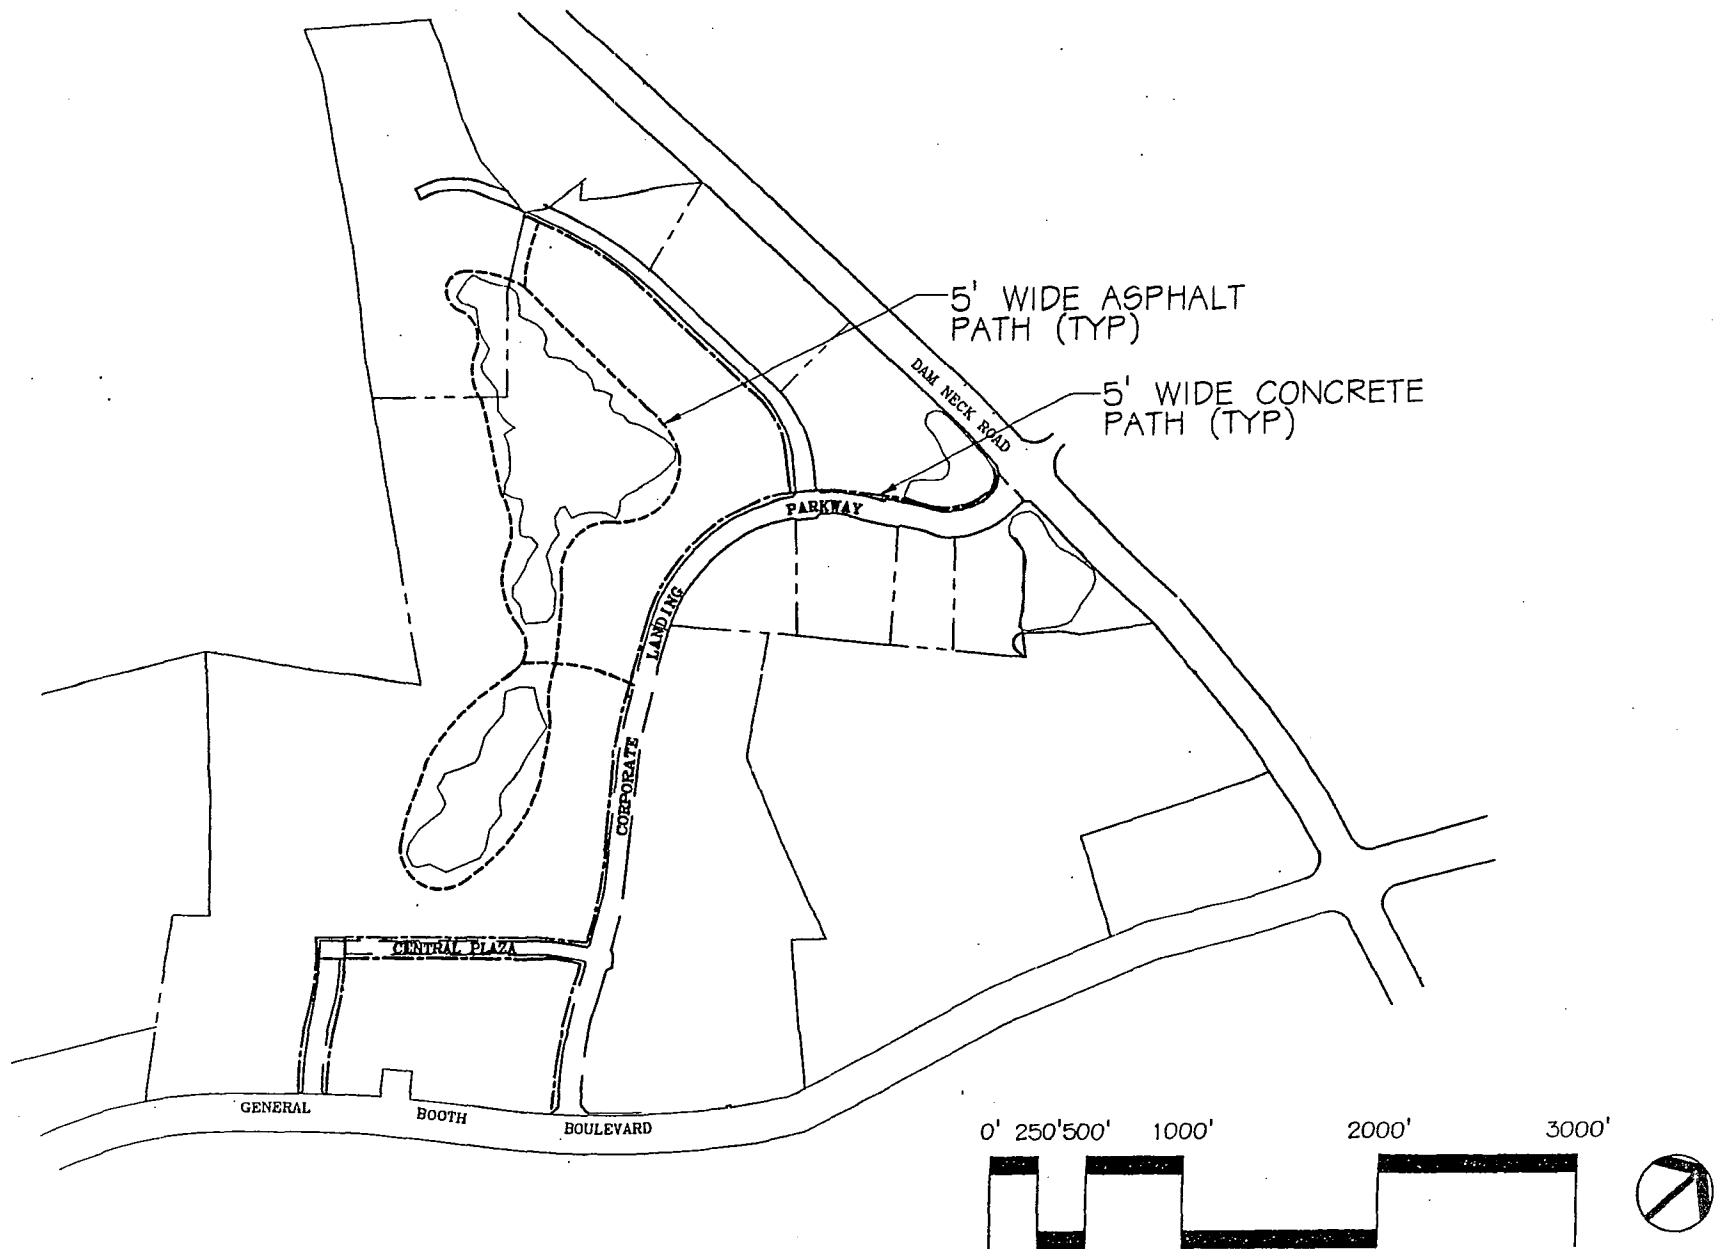 5' WIDE ASPHALT
PATH (TYP)
DAM NECK ROAD
5' WIDE CONCRETE
PATH (TYP)
PARKWAY
LANDING
CORPORATE
CENTRAL PLAZA
GENERAL
BOOTH
BOULEVARD
0' 250' 500' 1000' 2000' 3000'